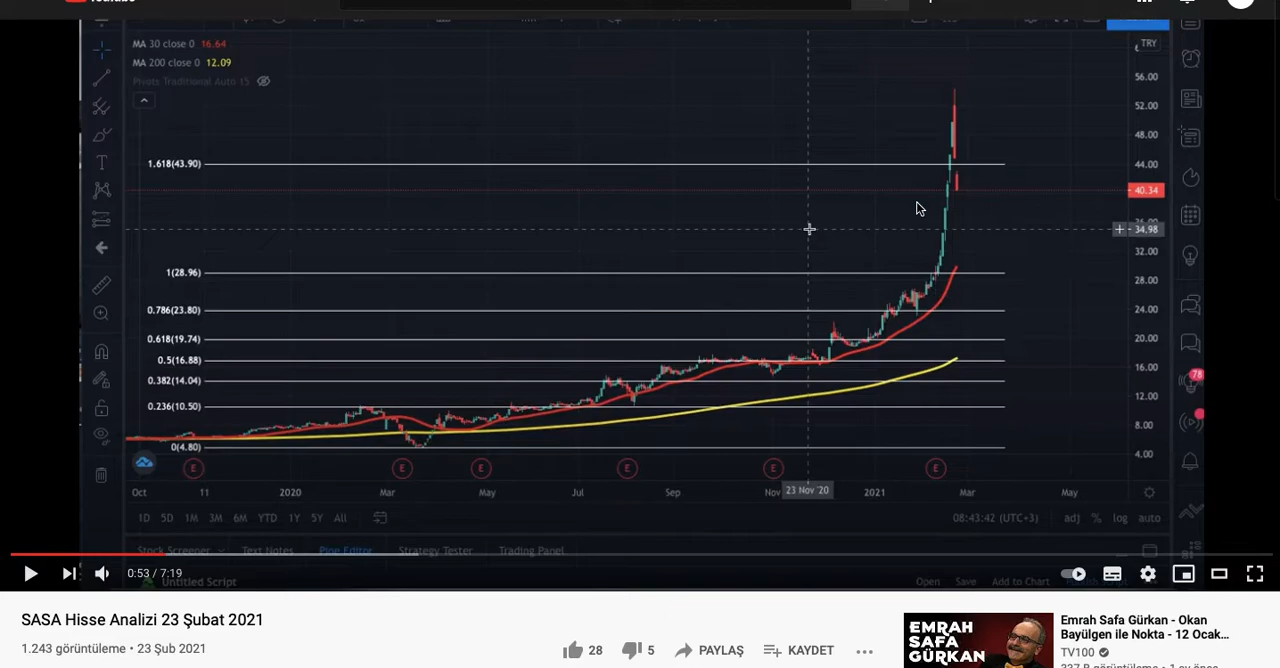 MA 30 close 0 16.64
MA 200 close 0 12.09
Pivots Traditional Auto 15
TRY
56.00
52.00
48.00
1.618(43.90)
44.00
40.34
34.98
32.00
1(28.96)
28.00
0.786(23.80)
24.00
0.618(19.74)
20.00
0.5(16.88)
16.00
0.382(14.04)
78
12.00
0.236(10.50)
8.00
0(4.80)
4.00
E E E E E E
Oct 11 2020 Mar May Jul Sep Nov 23 Nov '20 2021 Mar May
1D 5D 1M 3M 6M YTD 1Y 5Y All 08:43:42 (UTC+3) adj % log auto
Stock Screener Text Notes Pine Editor Strategy Tester Trading Panel
0:53 / 7:19
Untitled Script Open Save Add to Chart
SASA Hisse Analizi 23 Şubat 2021
1.243 görüntüleme • 23 Şub 2021
28 5 PAYLAŞ KAYDET
EMRAH
SAFA
GÜRKAN
Emrah Safa Gürkan - Okan
Bayülgen ile Nokta - 12 Ocak...
TV100